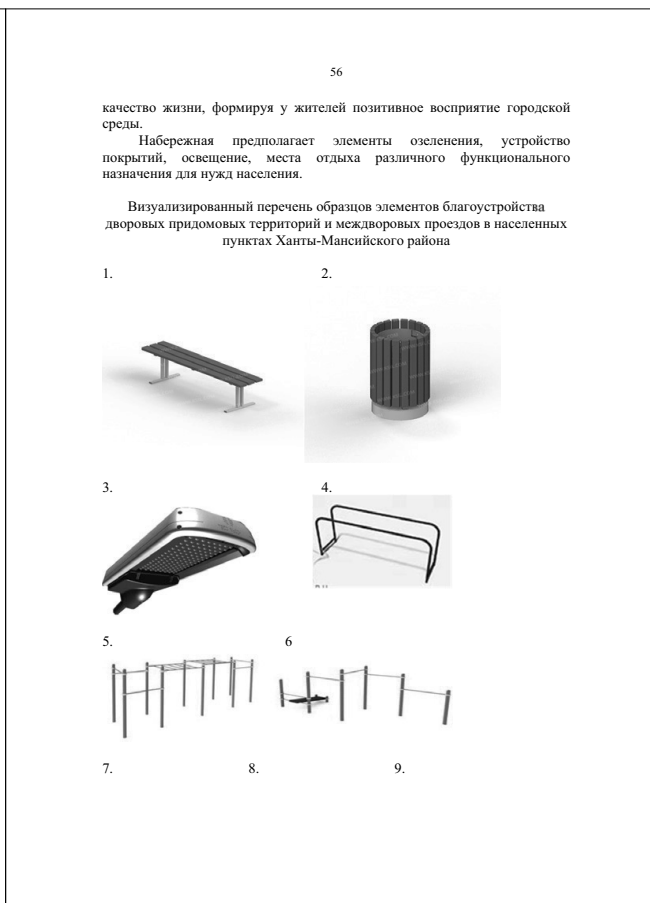 56
качество жизни, формируя у жителей позитивное восприятие городской
среды.
Набережная предполагает элементы озеленения, устройство
покрытий, освещение, места отдыха различного функционального
назначения для нужд населения.
Визуализированный перечень образцов элементов благоустройства
дворовых придомовых территорий и междворовых проездов в населенных
пунктах Ханты-Мансийского района
1. 2.
3. 4.
5. 6
7. 8. 9.